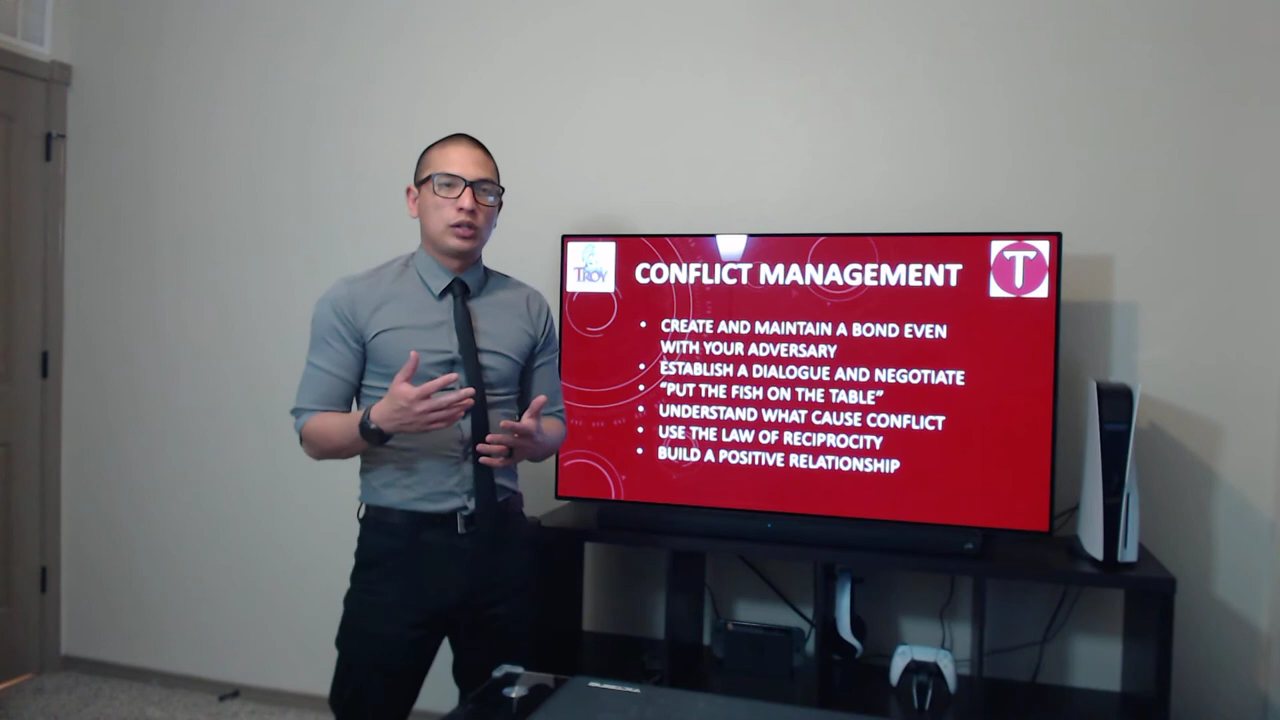 TROY
CONFLICT MANAGEMENT
T
• CREATE AND MAINTAIN A BOND EVEN
WITH YOUR ADVERSARY
• ESTABLISH A DIALOGUE AND NEGOTIATE
• “PUT THE FISH ON THE TABLE”
• UNDERSTAND WHAT CAUSE CONFLICT
• USE THE LAW OF RECIPROCITY
• BUILD A POSITIVE RELATIONSHIP